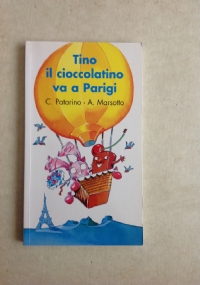 Tino
il cioccolatino
va a Parigi
C. Patarino - A. Marsotto